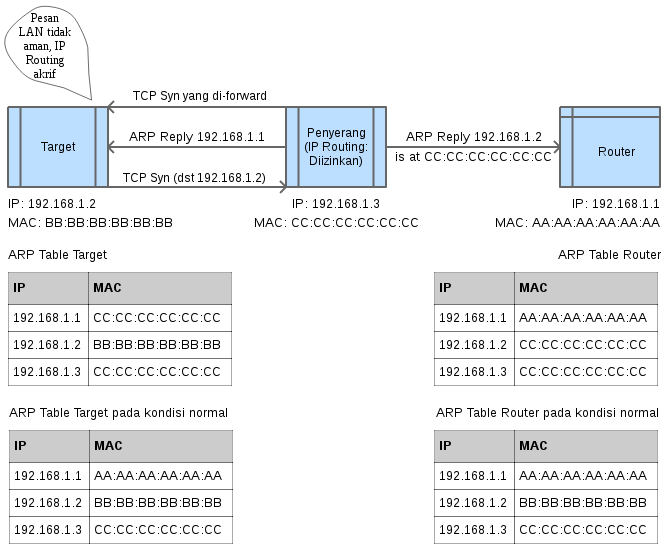 Pesan
LAN tidak
aman, IP
Routing
akrif
TCP Syn yang di-forward
ARP Reply 192.168.1.1
TCP Syn (dst 192.168.1.2)
Target
Penyerang
(IP Routing:
Diizinkan)
ARP Reply 192.168.1.2
is at CC:CC:CC:CC:CC:CC
Router
IP: 192.168.1.2
MAC: BB:BB:BB:BB:BB:BB
IP: 192.168.1.3
MAC: CC:CC:CC:CC:CC:CC
IP: 192.168.1.1
MAC: AA:AA:AA:AA:AA:AA
ARP Table Target
IP MAC
192.168.1.1 CC:CC:CC:CC:CC:CC
192.168.1.2 BB:BB:BB:BB:BB:BB
192.168.1.3 CC:CC:CC:CC:CC:CC
ARP Table Router
IP MAC
192.168.1.1 AA:AA:AA:AA:AA:AA
192.168.1.2 CC:CC:CC:CC:CC:CC
192.168.1.3 CC:CC:CC:CC:CC:CC
ARP Table Target pada kondisi normal
IP MAC
192.168.1.1 AA:AA:AA:AA:AA:AA
192.168.1.2 BB:BB:BB:BB:BB:BB
192.168.1.3 CC:CC:CC:CC:CC:CC
ARP Table Router pada kondisi normal
IP MAC
192.168.1.1 AA:AA:AA:AA:AA:AA
192.168.1.2 BB:BB:BB:BB:BB:BB
192.168.1.3 CC:CC:CC:CC:CC:CC